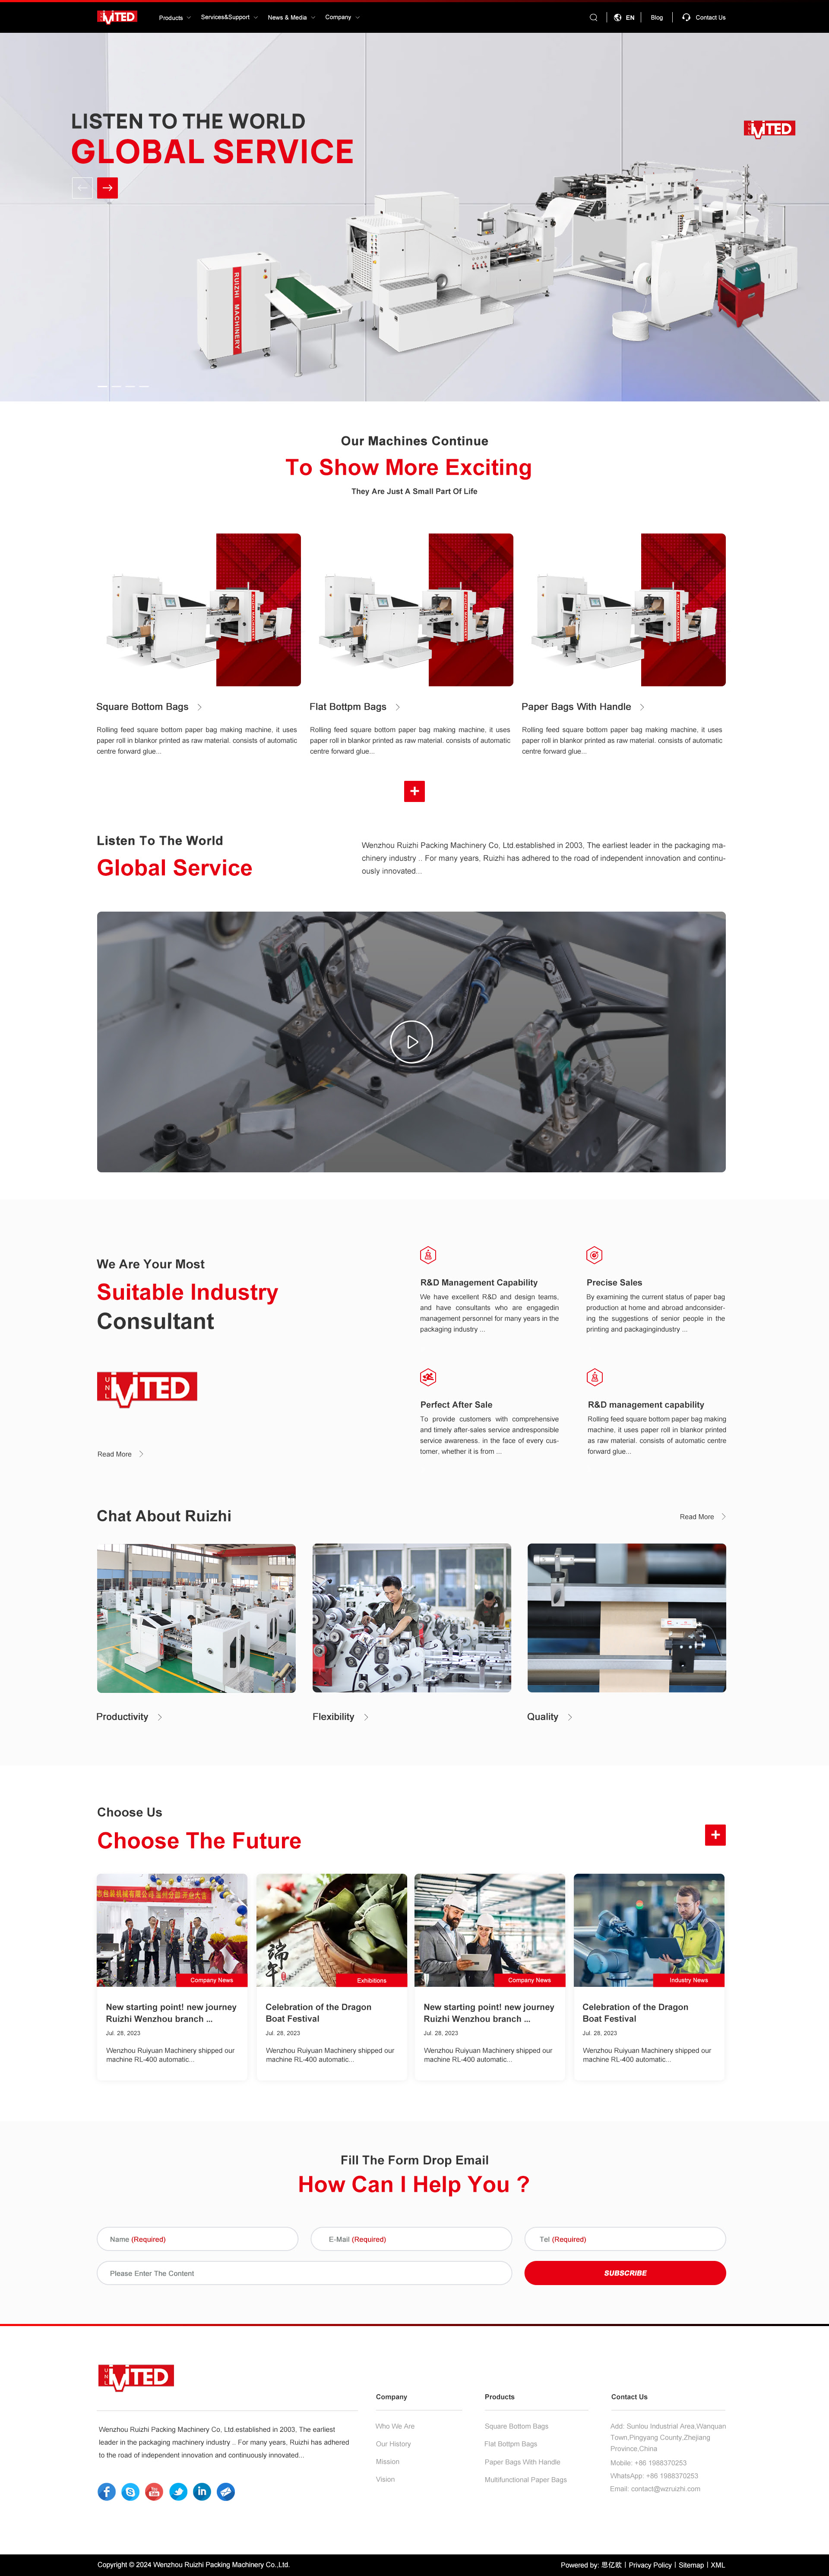 UNLIMITED
Products
Services&Support
News & Media
Company
EN
Blog
Contact Us
LISTEN TO THE WORLD
GLOBAL SERVICE
UNLIMITED
RUIZHI MACHINERY
Our Machines Continue
To Show More Exciting
They Are Just A Small Part Of Life
Square Bottom Bags
Rolling feed square bottom paper bag making machine, it uses
paper roll in blankor printed as raw material. consists of automatic
centre forward glue...
Flat Bottpm Bags
Rolling feed square bottom paper bag making machine, it uses
paper roll in blankor printed as raw material. consists of automatic
centre forward glue...
Paper Bags With Handle
Rolling feed square bottom paper bag making machine, it uses
paper roll in blankor printed as raw material. consists of automatic
centre forward glue...
Listen To The World
Global Service
Wenzhou Ruizhi Packing Machinery Co, Ltd.established in 2003, The earliest leader in the packaging ma-
chinery industry .. For many years, Ruizhi has adhered to the road of independent innovation and continu-
ously innovated...
We Are Your Most
Suitable Industry
Consultant
UNLIMITED
Read More
R&D Management Capability
We have excellent R&D and design teams,
and have consultants who are engagedin
management personnel for many years in the
packaging industry ...
Precise Sales
By examining the current status of paper bag
production at home and abroad andconsider-
ing the suggestions of senior people in the
printing and packagingindustry ...
Perfect After Sale
To provide customers with comprehensive
and timely after-sales service andresponsible
service awareness. in the face of every cus-
tomer, whether it is from ...
R&D management capability
Rolling feed square bottom paper bag making
machine, it uses paper roll in blankor printed
as raw material. consists of automatic centre
forward glue...
Chat About Ruizhi
Read More
Productivity
Flexibility
Quality
Choose Us
Choose The Future
端午
Company News
New starting point! new journey
Ruizhi Wenzhou branch ...
Jul. 28, 2023
Wenzhou Ruiyuan Machinery shipped our
machine RL-400 automatic...
Exhibitions
Celebration of the Dragon
Boat Festival
Jul. 28, 2023
Wenzhou Ruiyuan Machinery shipped our
machine RL-400 automatic...
Company News
New starting point! new journey
Ruizhi Wenzhou branch ...
Jul. 28, 2023
Wenzhou Ruiyuan Machinery shipped our
machine RL-400 automatic...
Industry News
Celebration of the Dragon
Boat Festival
Jul. 28, 2023
Wenzhou Ruiyuan Machinery shipped our
machine RL-400 automatic...
Fill The Form Drop Email
How Can I Help You ?
Name (Required)
E-Mail (Required)
Tel (Required)
Please Enter The Content
SUBSCRIBE
UNLIMITED
Wenzhou Ruizhi Packing Machinery Co, Ltd.established in 2003, The earliest
leader in the packaging machinery industry .. For many years, Ruizhi has adhered
to the road of independent innovation and continuously innovated...
Company
Who We Are
Our History
Mission
Vision
Products
Square Bottom Bags
Flat Bottpm Bags
Paper Bags With Handle
Multifunctional Paper Bags
Contact Us
Add: Sunlou Industrial Area,Wanquan
Town,Pingyang County,Zhejiang
Province,China
Mobile: +86 1988370253
WhatsApp: +86 1988370253
Email: contact@wzruizhi.com
Copyright © 2024 Wenzhou Ruizhi Packing Machinery Co.,Ltd.
Powered by: 思亿欧 | Privacy Policy | Sitemap | XML